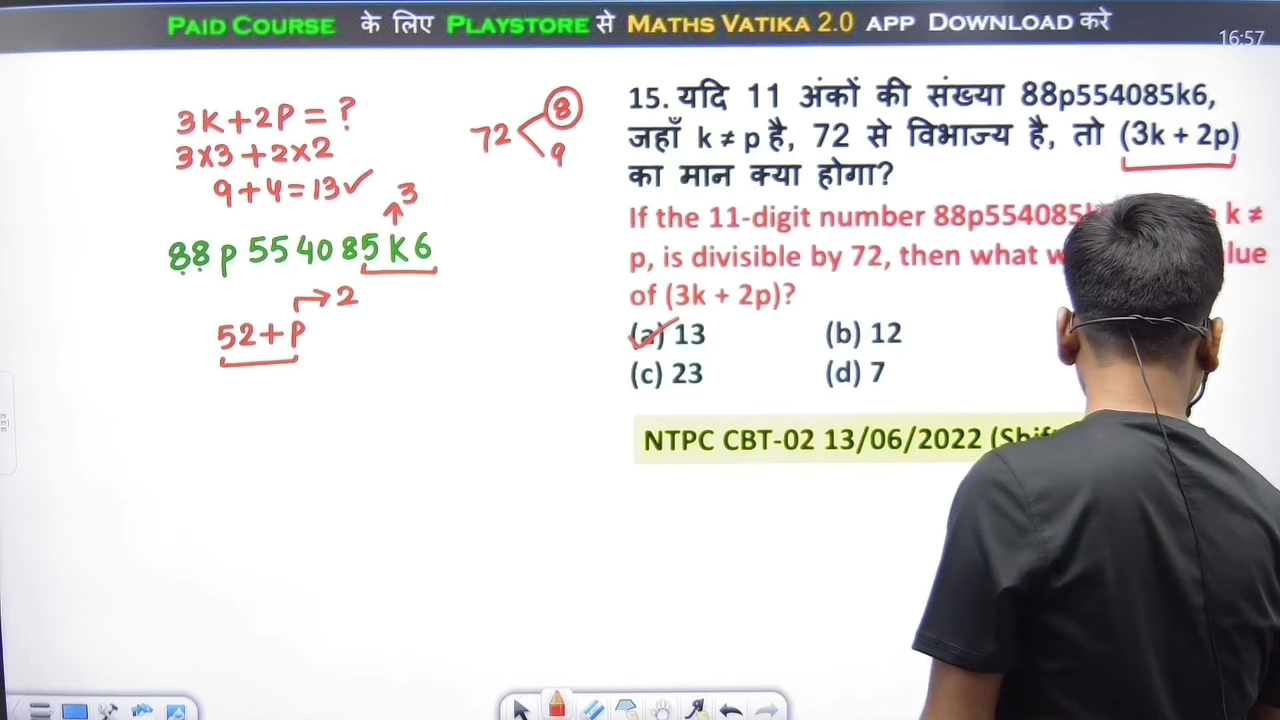 PAID COURSE के लिए PLAYSTORE से MATHS VATIKA 2.0 APP DOWNLOAD करे
16:57
3K+2P=?
3×3+2×2
9+4=13✓
3
88p554085k6
2
52+p
72
8
9
15. यदि 11 अंकों की संख्या 88p554085k6,
जहाँ k ≠ p है, 72 से विभाज्य है, तो (3k + 2p)
का मान क्या होगा?
If the 11-digit number 88p554085 k ≠
p, is divisible by 72, then what
of (3k + 2p)?
(a) 13 (b) 12
(c) 23 (d) 7
NTPC CBT-02 13/06/2022